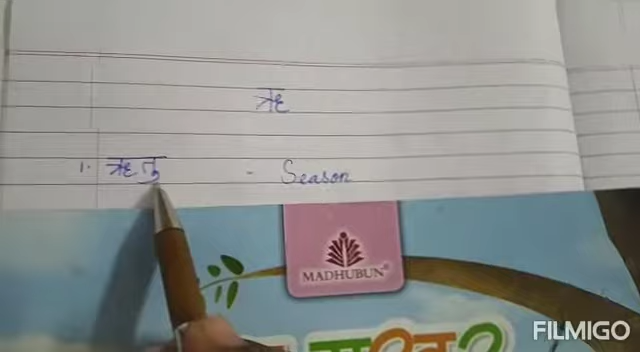 ऋ
1. ऋतु - Season
MADHUBUN®
FILMIGO